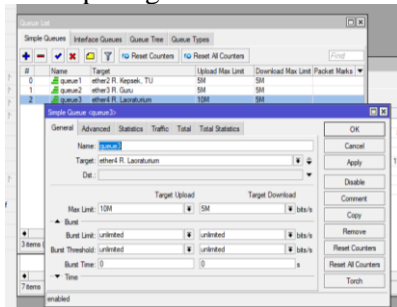 Queue List
Simple Queues Interface Queues Queue Tree Queue Types
Reset Counters Reset All Counters Find
# Name Target Upload Max Limit Download Max Limit Packet Marks
0 queue1 ether2 R. Kepsek, TU 5M 5M
1 queue2 ether3 R. Guru 5M 5M
2 queue3 ether4 R. Laoraturium 10M 5M
Simple Queue <queue3>
General Advanced Statistics Traffic Total Total Statistics
OK
Name: queue3
Cancel
Target: ether4 R. Laoraturium
Apply
Dst.:
Disable
Target Upload Target Download
Comment
Max Limit: 10M 5M bits/s
Copy
Burst
Burst Limit: unlimited unlimited bits/s
Remove
3 items
Burst Threshold: unlimited unlimited bits/s
Reset Counters
Burst Time: 0 0 s
Reset All Counters
Time
Torch
7 items
enabled